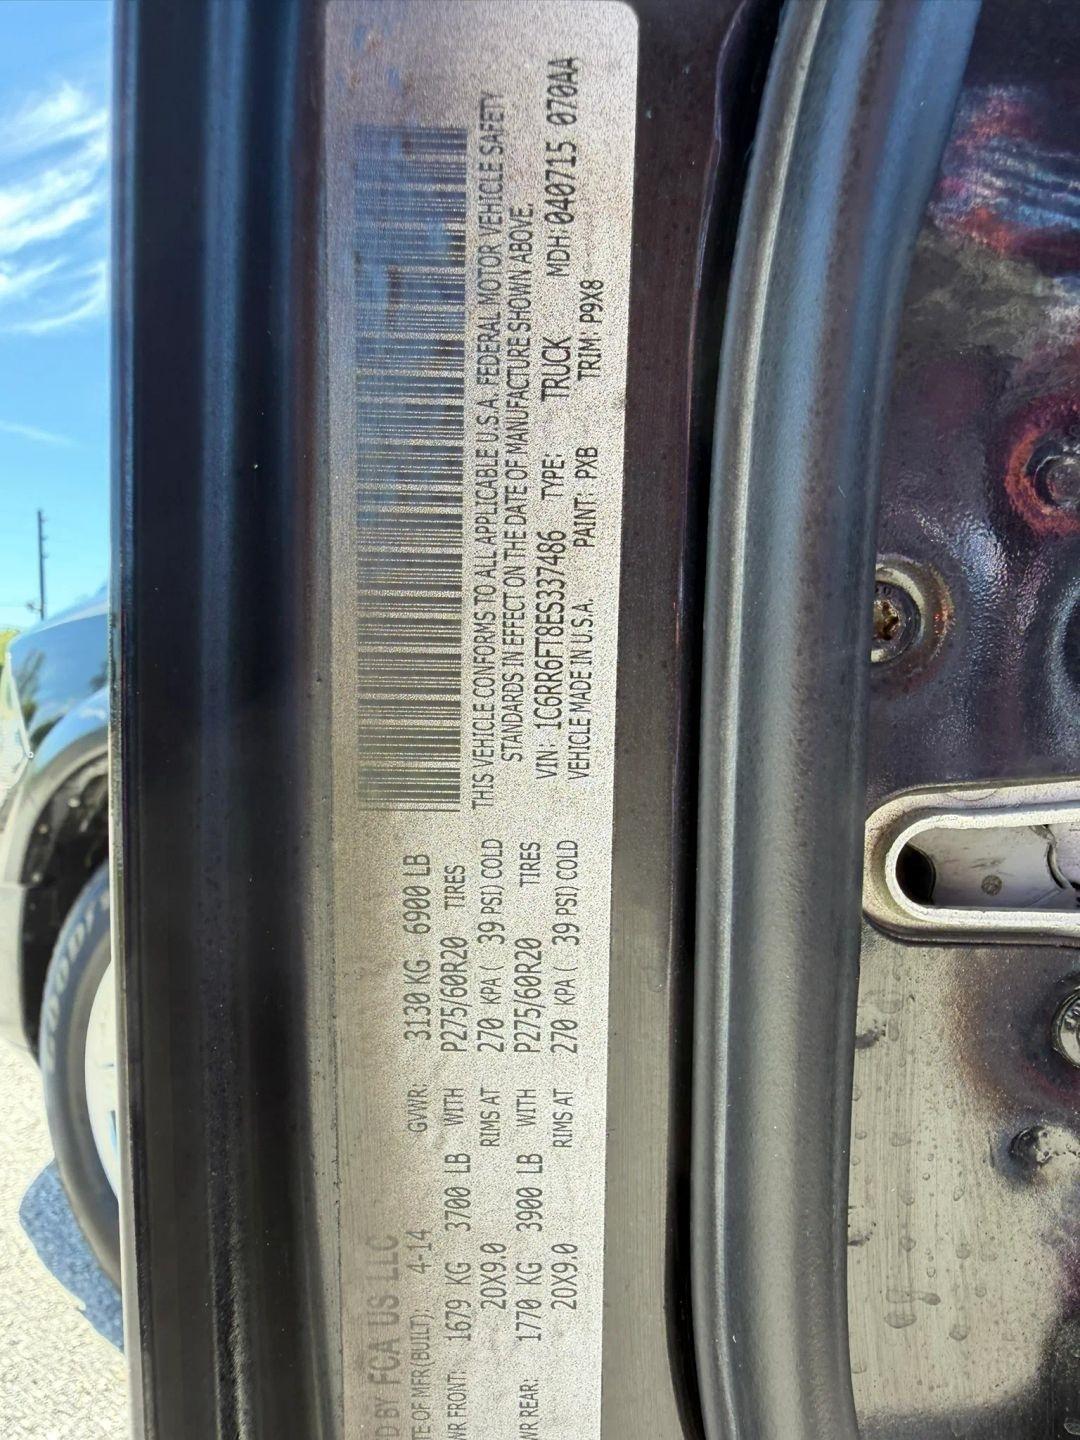 D BY FCA US LLC
TE OF MFR(BUILT): 4-14 GVWR: 3130 KG 6900 LB
WR FRONT: 1679 KG 3700 LB WITH P275/60R20 TIRES
20X9.0 RIMS AT 270 KPA ( 39 PSI) COLD
WR REAR: 1770 KG 3900 LB WITH P275/60R20 TIRES
20X9.0 RIMS AT 270 KPA ( 39 PSI) COLD
THIS VEHICLE CONFORMS TO ALL APPLICABLE U.S.A. FEDERAL MOTOR VEHICLE SAFETY
STANDARDS IN EFFECT ON THE DATE OF MANUFACTURE SHOWN ABOVE.
VIN: 1C6RR6FT8ES337486 TYPE: TRUCK MDH: 040715 070AA
VEHICLE MADE IN U.S.A. PAINT: PXB TRIM: P9X8